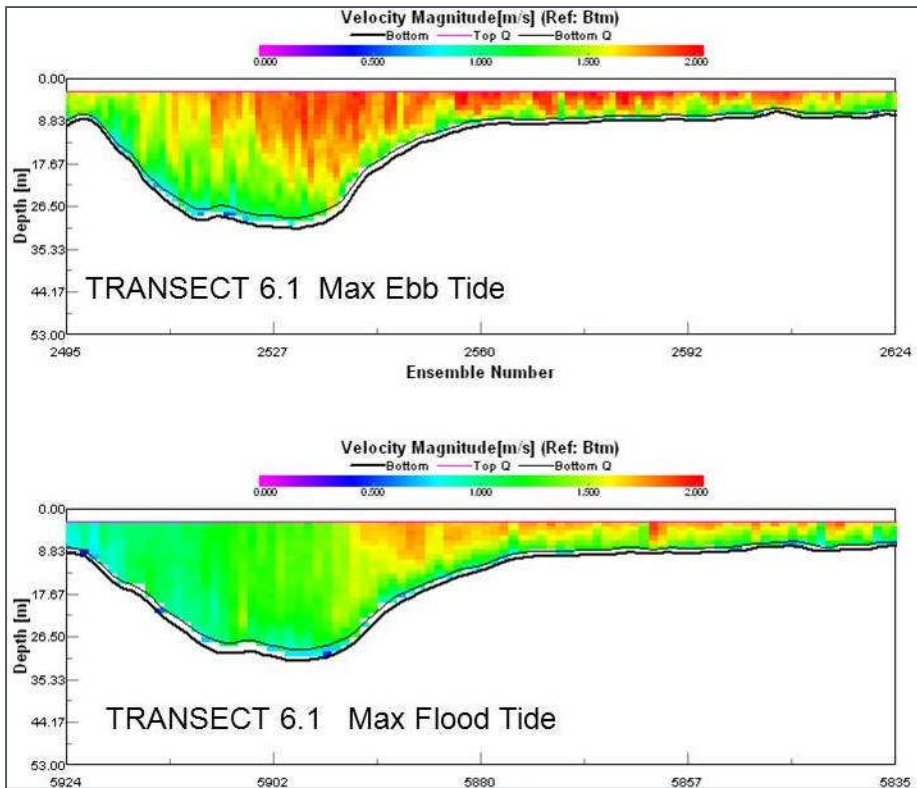 Velocity Magnitude[m/s] (Ref: Btm)
Bottom Top Q Bottom Q
0.000 0.500 1.000 1.500 2.000
0.00
9.83
17.67
26.50
35.33
44.17
53.00
Depth [m]
TRANSECT 6.1 Max Ebb Tide
2495 2527 2560 2592 2624
Ensemble Number
Velocity Magnitude[m/s] (Ref: Btm)
Bottom Top Q Bottom Q
0.000 0.500 1.000 1.500 2.000
0.00
9.83
17.67
26.50
35.33
44.17
53.00
Depth [m]
TRANSECT 6.1 Max Flood Tide
5924 5902 5880 5857 5835